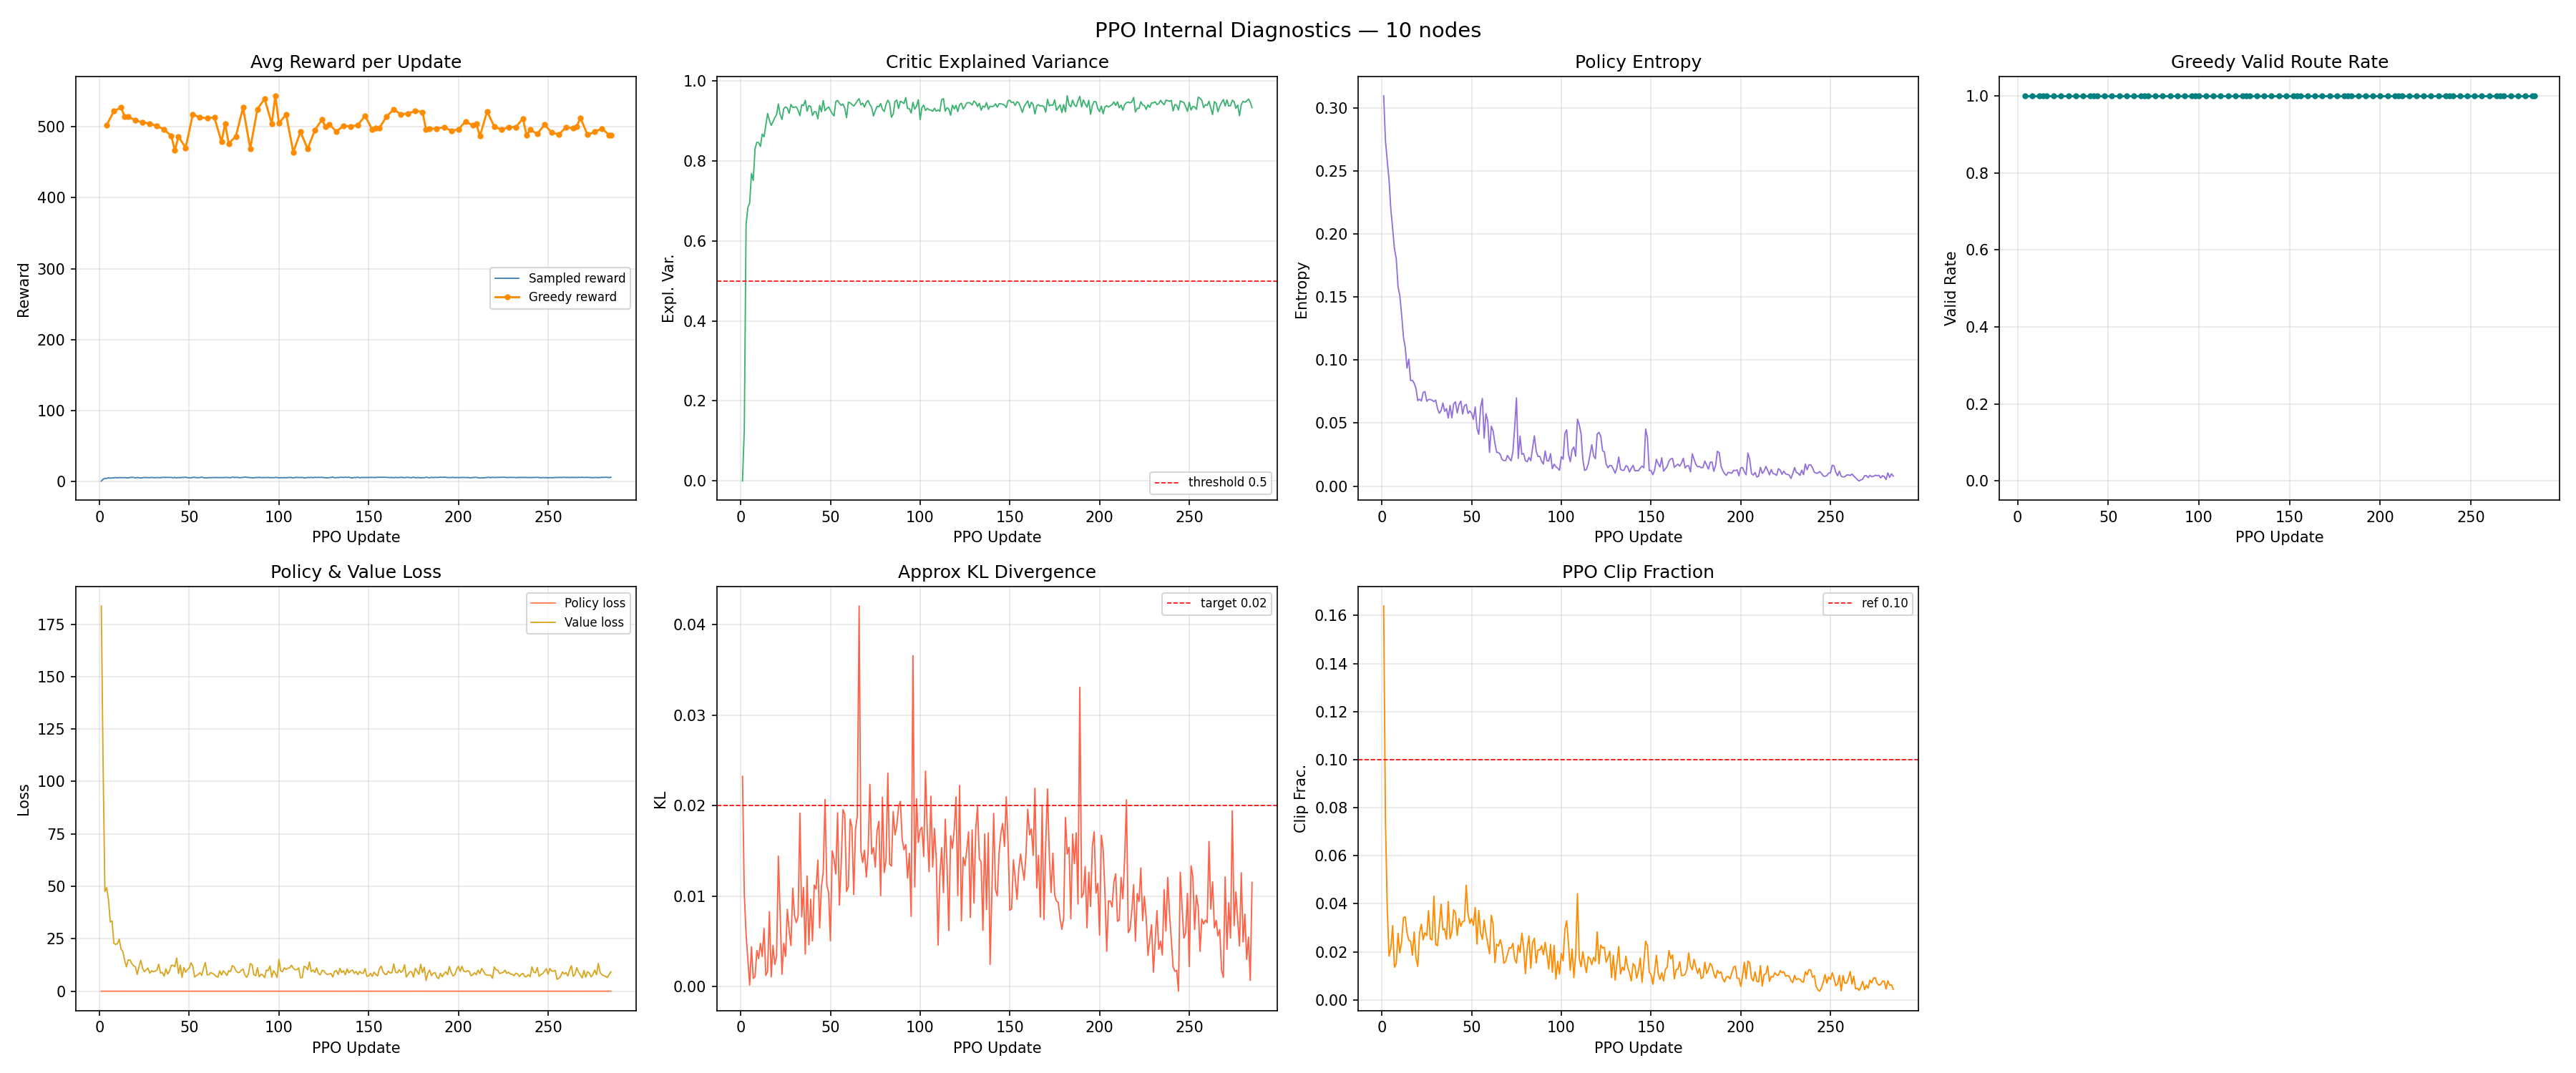 PPO Internal Diagnostics — 10 nodes
Avg Reward per Update
Reward
500
400
300
200
100
0
Sampled reward
Greedy reward
0 50 100 150 200 250
PPO Update
Critic Explained Variance
Expl. Var.
1.0
0.8
0.6
0.4
0.2
0.0
threshold 0.5
0 50 100 150 200 250
PPO Update
Policy Entropy
Entropy
0.30
0.25
0.20
0.15
0.10
0.05
0.00
0 50 100 150 200 250
PPO Update
Greedy Valid Route Rate
Valid Rate
1.0
0.8
0.6
0.4
0.2
0.0
0 50 100 150 200 250
PPO Update
Policy & Value Loss
Loss
175
150
125
100
75
50
25
0
Policy loss
Value loss
0 50 100 150 200 250
PPO Update
Approx KL Divergence
KL
0.04
0.03
0.02
0.01
0.00
target 0.02
0 50 100 150 200 250
PPO Update
PPO Clip Fraction
Clip Frac.
0.16
0.14
0.12
0.10
0.08
0.06
0.04
0.02
0.00
ref 0.10
0 50 100 150 200 250
PPO Update